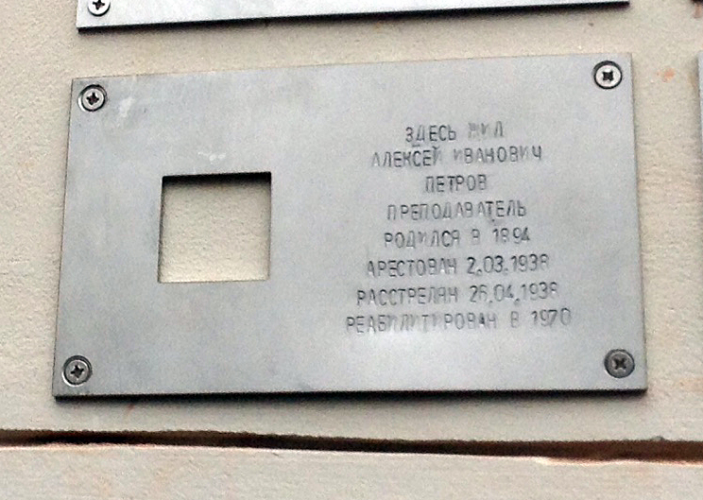 ЗДЕСЬ ЖИЛ
АЛЕКСЕЙ ИВАНОВИЧ
ПЕТРОВ
ПРЕПОДАВАТЕЛЬ
РОДИЛСЯ В 1894
АРЕСТОВАН 2.03.1938
РАССТРЕЛЯН 26.04.1938
РЕАБИЛИТИРОВАН В 1970